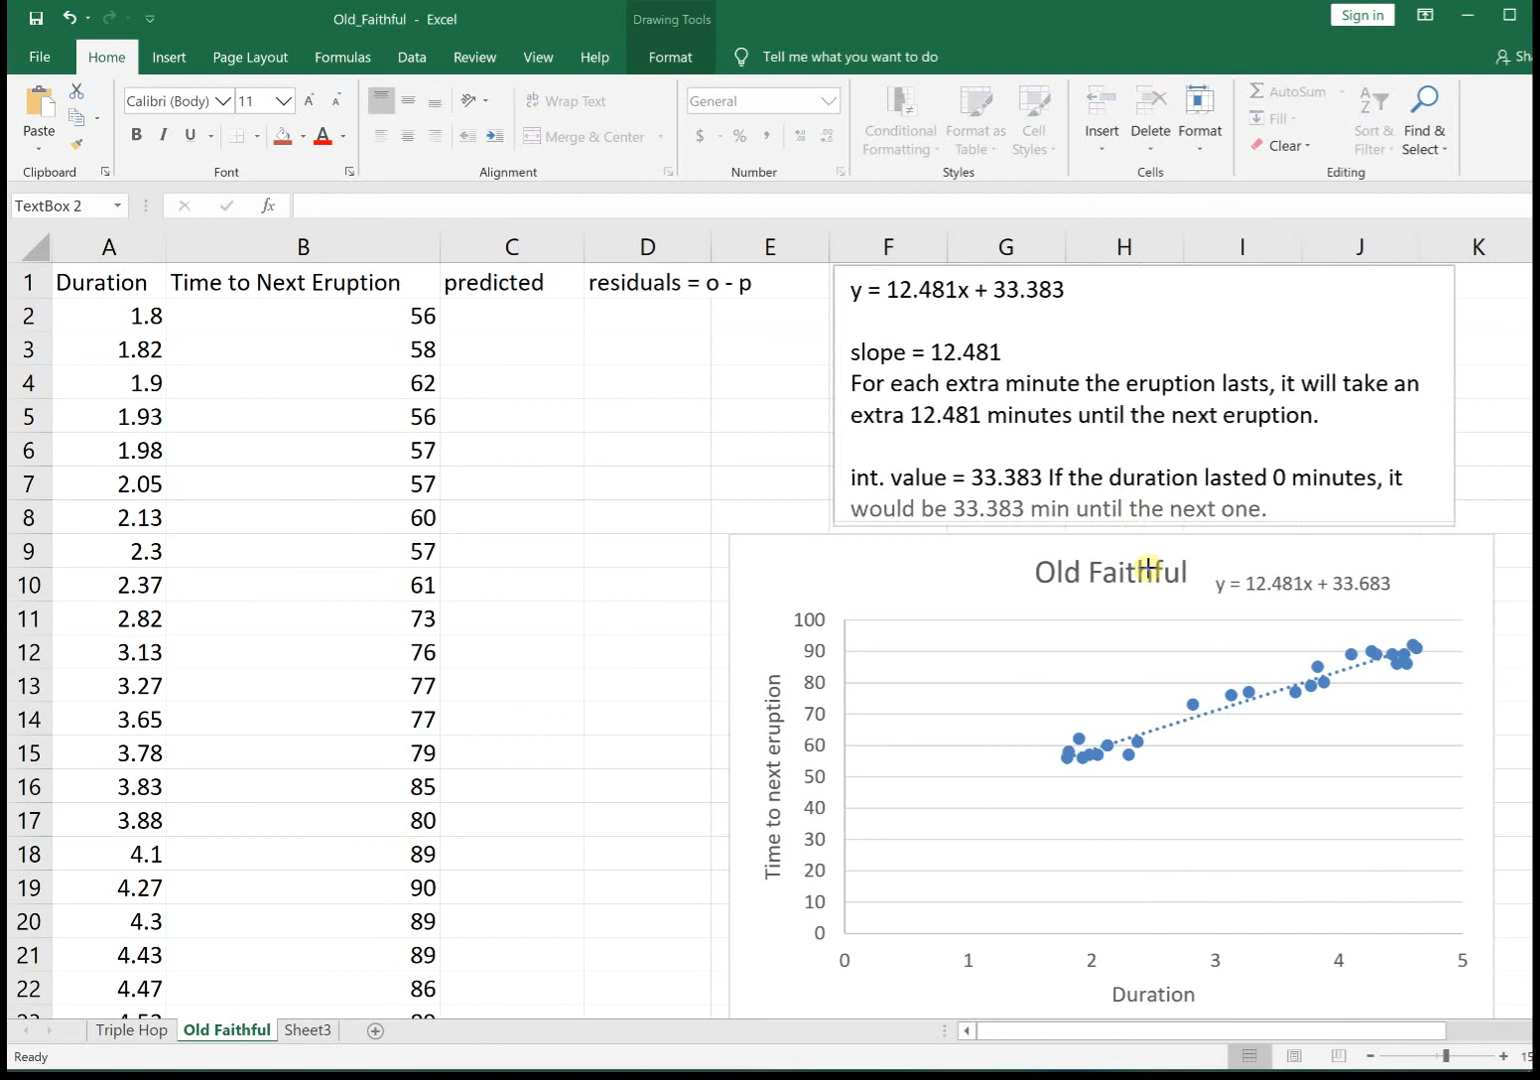 Old_Faithful - Excel
Drawing Tools
Sign in
File Home Insert Page Layout Formulas Data Review View Help Format Tell me what you want to do
Calibri (Body) 11
Wrap Text
General
AutoSum
Paste
B I U
Merge & Center
$ % ,
Conditional Formatting
Format as Table
Cell Styles
Insert Delete Format
Fill
Clear
Sort & Filter
Find & Select
Clipboard Font Alignment Number Styles Cells Editing
TextBox 2
fx
A B C D E F G H I J K
1 Duration Time to Next Eruption predicted residuals = o - p
2 1.8 56
3 1.82 58
4 1.9 62
5 1.93 56
6 1.98 57
7 2.05 57
8 2.13 60
9 2.3 57
10 2.37 61
11 2.82 73
12 3.13 76
13 3.27 77
14 3.65 77
15 3.78 79
16 3.83 85
17 3.88 80
18 4.1 89
19 4.27 90
20 4.3 89
21 4.43 89
22 4.47 86
y = 12.481x + 33.383
slope = 12.481
For each extra minute the eruption lasts, it will take an
extra 12.481 minutes until the next eruption.
int. value = 33.383 If the duration lasted 0 minutes, it
would be 33.383 min until the next one.
Old Faithful
y = 12.481x + 33.683
Time to next eruption
100
90
80
70
60
50
40
30
20
10
0
0 1 2 3 4 5
Duration
Triple Hop Old Faithful Sheet3
Ready